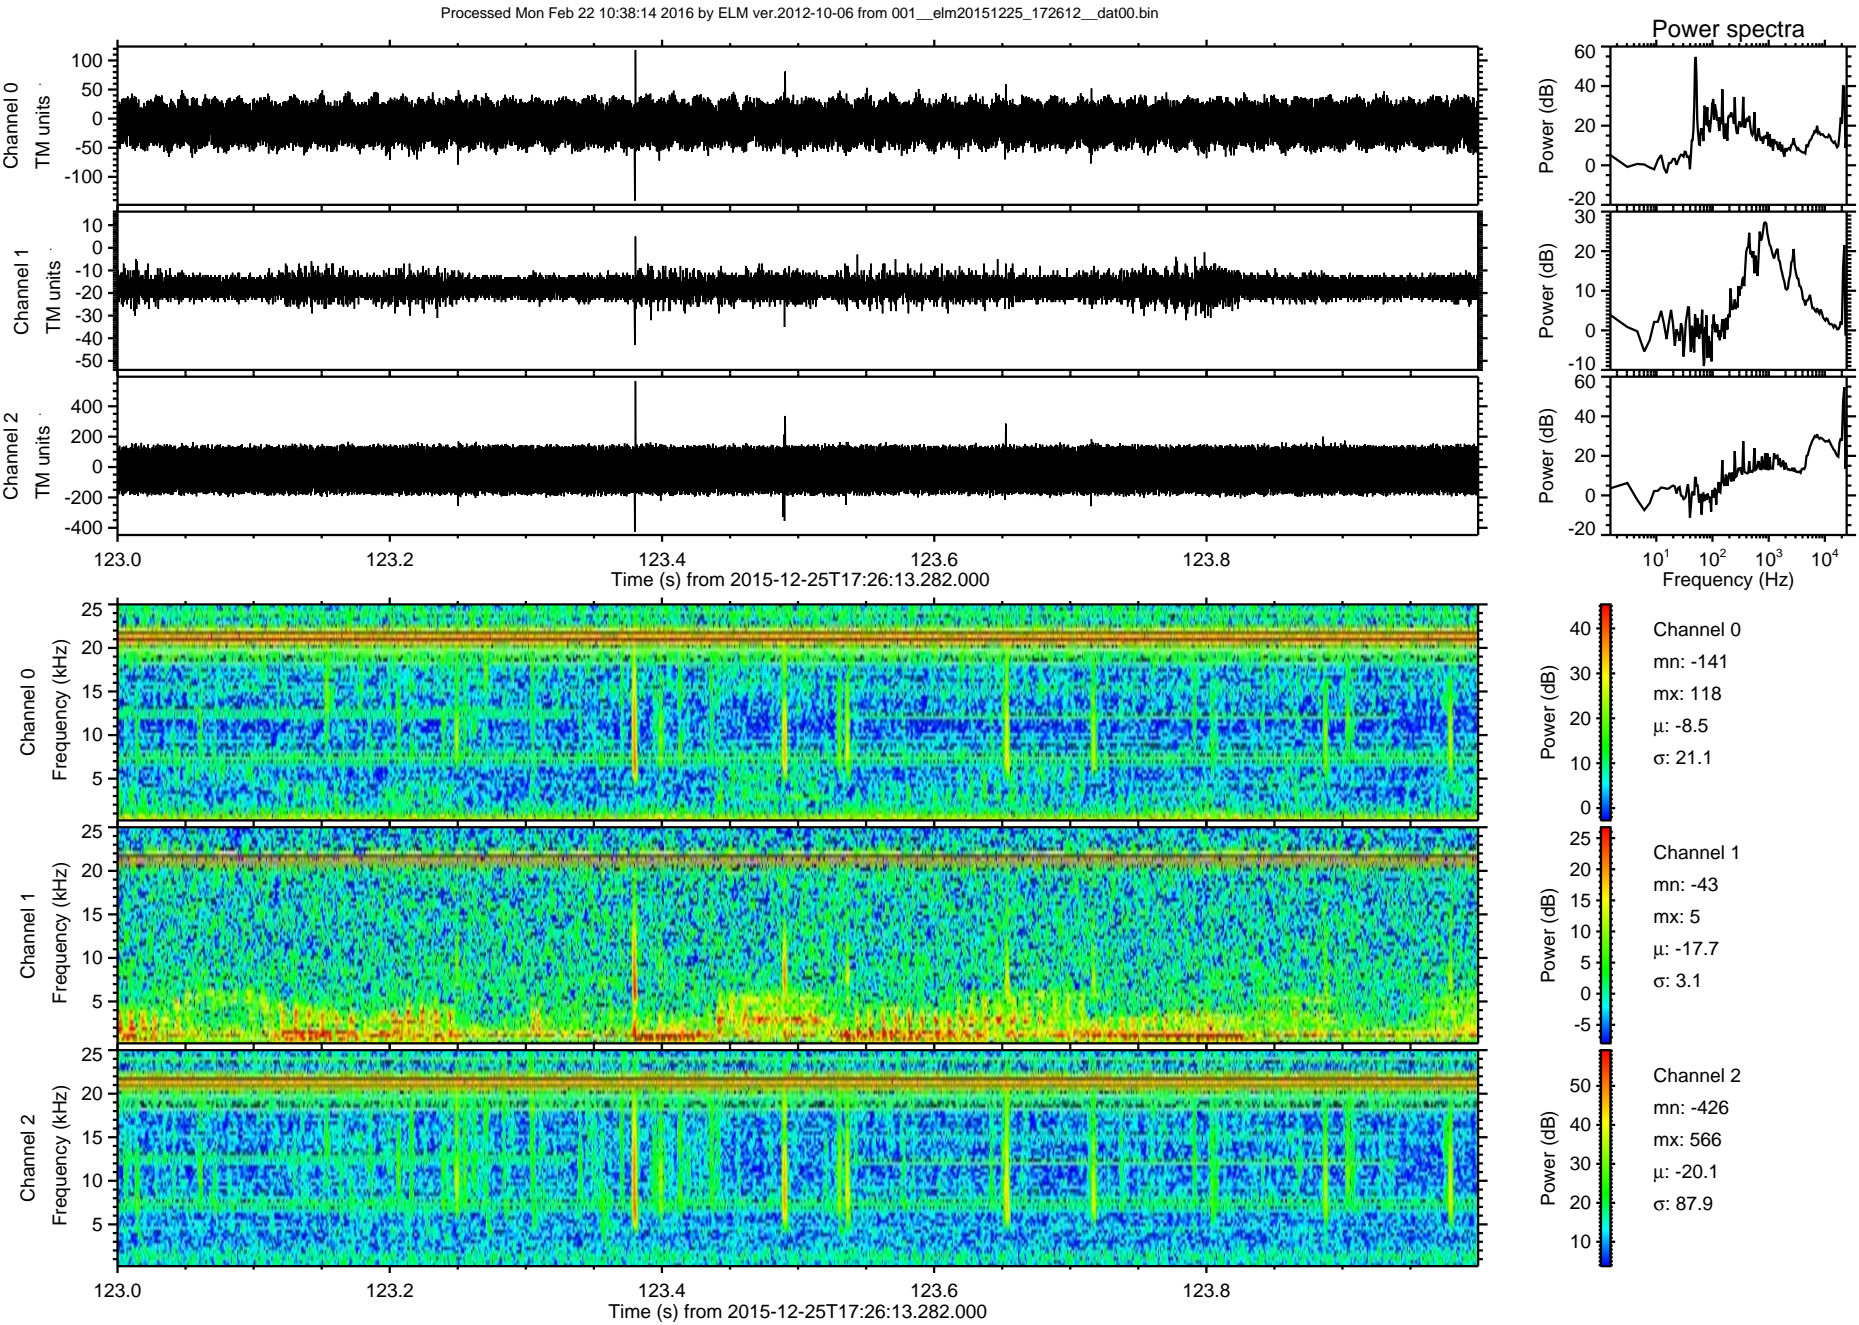 Processed Mon Feb 22 10:38:14 2016 by ELM ver.2012-10-06 from 001__elm20151225_172612__dat00.bin
Power spectra
Channel 0
TM units
100
50
0
-50
-100
Power (dB)
60
40
20
0
-20
Channel 1
TM units
10
0
-10
-20
-30
-40
-50
Power (dB)
30
20
10
0
-10
Channel 2
TM units
400
200
0
-200
-400
Power (dB)
60
40
20
0
-20
123.0 123.2 123.4 123.6 123.8
Time (s) from 2015-12-25T17:26:13.282.000
10¹ 10² 10³ 10⁴
Frequency (Hz)
Channel 0
Frequency (kHz)
25
20
15
10
5
Power (dB)
40
30
20
10
0
Channel 0
mn: -141
mx: 118
μ: -8.5
σ: 21.1
Channel 1
Frequency (kHz)
25
20
15
10
5
Power (dB)
25
20
15
10
5
0
-5
Channel 1
mn: -43
mx: 5
μ: -17.7
σ: 3.1
Channel 2
Frequency (kHz)
25
20
15
10
5
Power (dB)
50
40
30
20
10
Channel 2
mn: -426
mx: 566
μ: -20.1
σ: 87.9
123.0 123.2 123.4 123.6 123.8
Time (s) from 2015-12-25T17:26:13.282.000